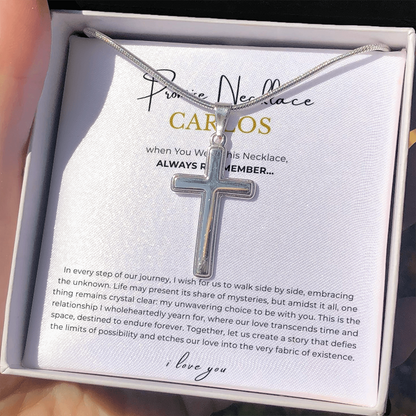 Promise Necklace
CARLOS
when You We his Necklace,
ALWAYS R MEMBER...
In every step of our journey, I wish for us to walk side by side, embracing
the unknown. Life may present its share of mysteries, but amidst it all, one
thing remains crystal clear: my unwavering choice to be with you. This is the
relationship I wholeheartedly yearn for, where our love transcends time and
space, destined to endure forever. Together, let us create a story that defies
the limits of possibility and etches our love into the very fabric of existence.
i love you